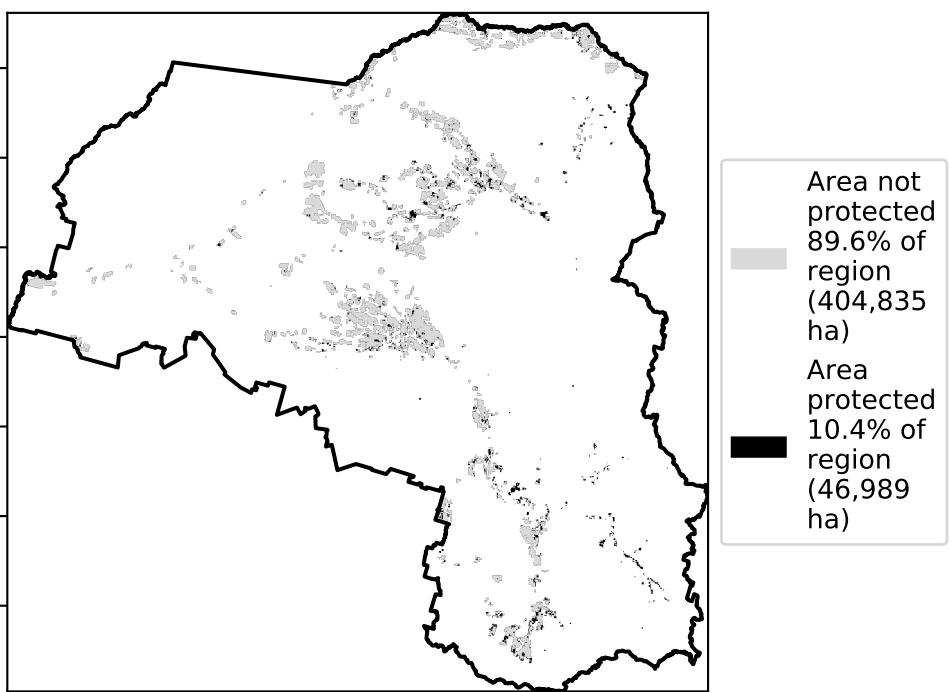 Area not
protected
89.6% of
region
(404,835
ha)
Area
protected
10.4% of
region
(46,989
ha)